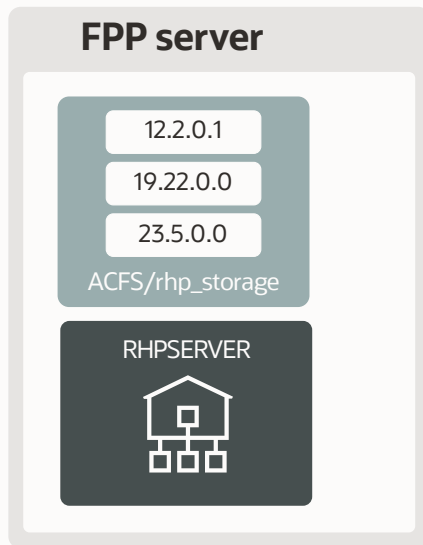 FPP server
12.2.0.1
19.22.0.0
23.5.0.0
ACFS/rhp_storage
RHPSERVER